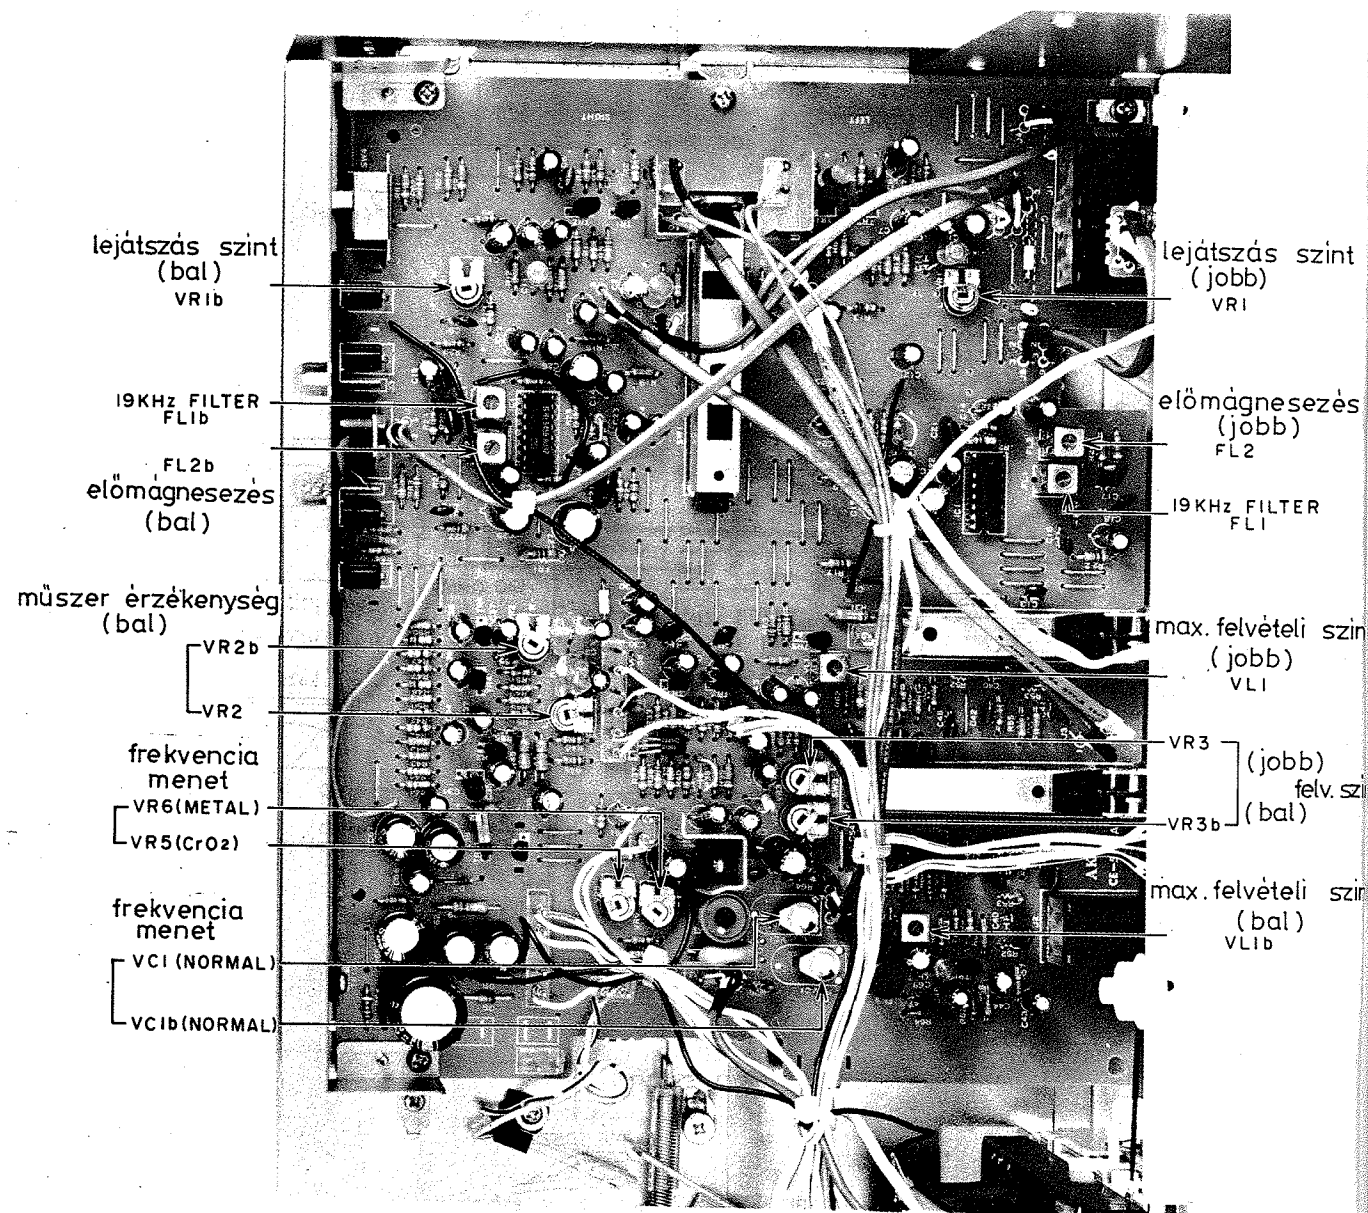 RIGHT
LEFT
lejátszás szint
(bal)
VR1b
19KHz FILTER
FL1b
FL2b
előmágnesezés
(bal)
műszer érzékenység
(bal)
VR2b
VR2
frekvencia
menet
VR6(METAL)
VR5(CrO2)
frekvencia
menet
VC1 (NORMAL)
VC1b(NORMAL)
lejátszás szint
(jobb)
VR1
előmágnesezés
(jobb)
FL2
19KHz FILTER
FL1
max. felvételi szin
(jobb)
VL1
VR3
(jobb)
felv. szi
VR3b
(bal)
max. felvételi szin
(bal)
VL1b